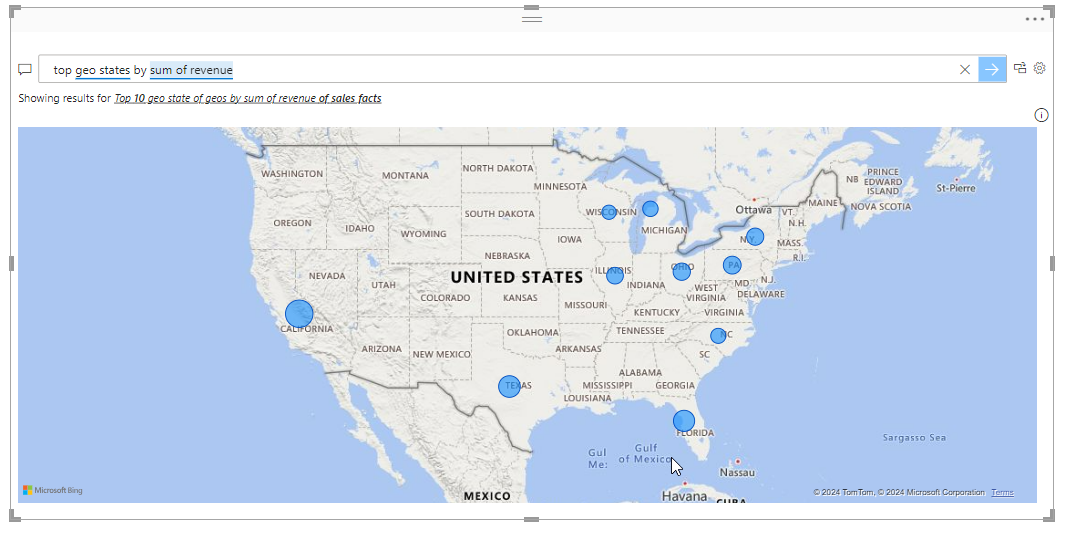 top geo states by sum of revenue
Showing results for Top 10 geo state of geos by sum of revenue of sales facts
WASHINGTON
MONTANA
NORTH DAKOTA
MINNESOTA
OREGON
IDAHO
WYOMING
SOUTH DAKOTA
WISCONSIN
MICHIGAN
Ottawa
VT.
N.H.
MAINE
NB
PRINCE
EDWARD
ISLAND
NOVA SCOTIA
St-Pierre
NEBRASKA
IOWA
NY
MASS.
R.I.
NEVADA
UTAH
UNITED STATES
ILLINOIS
INDIANA
OHIO
PA
N.J.
MD
DELAWARE
COLORADO
KANSAS
MISSOURI
WEST
VIRGINIA
KENTUCKY
VIRGINIA
CALIFORNIA
ARIZONA
NEW MEXICO
OKLAHOMA
ARKANSAS
TENNESSEE
NC
SC
TEXAS
LOUISIANA
MISSISSIPPI
ALABAMA
GEORGIA
FLORIDA
Gul
Me:
Gulf
of Mexico
Sargasso Sea
Nassau
MEXICO
Havana
CUBA
Microsoft Bing
© 2024 TomTom, © 2024 Microsoft Corporation Terms